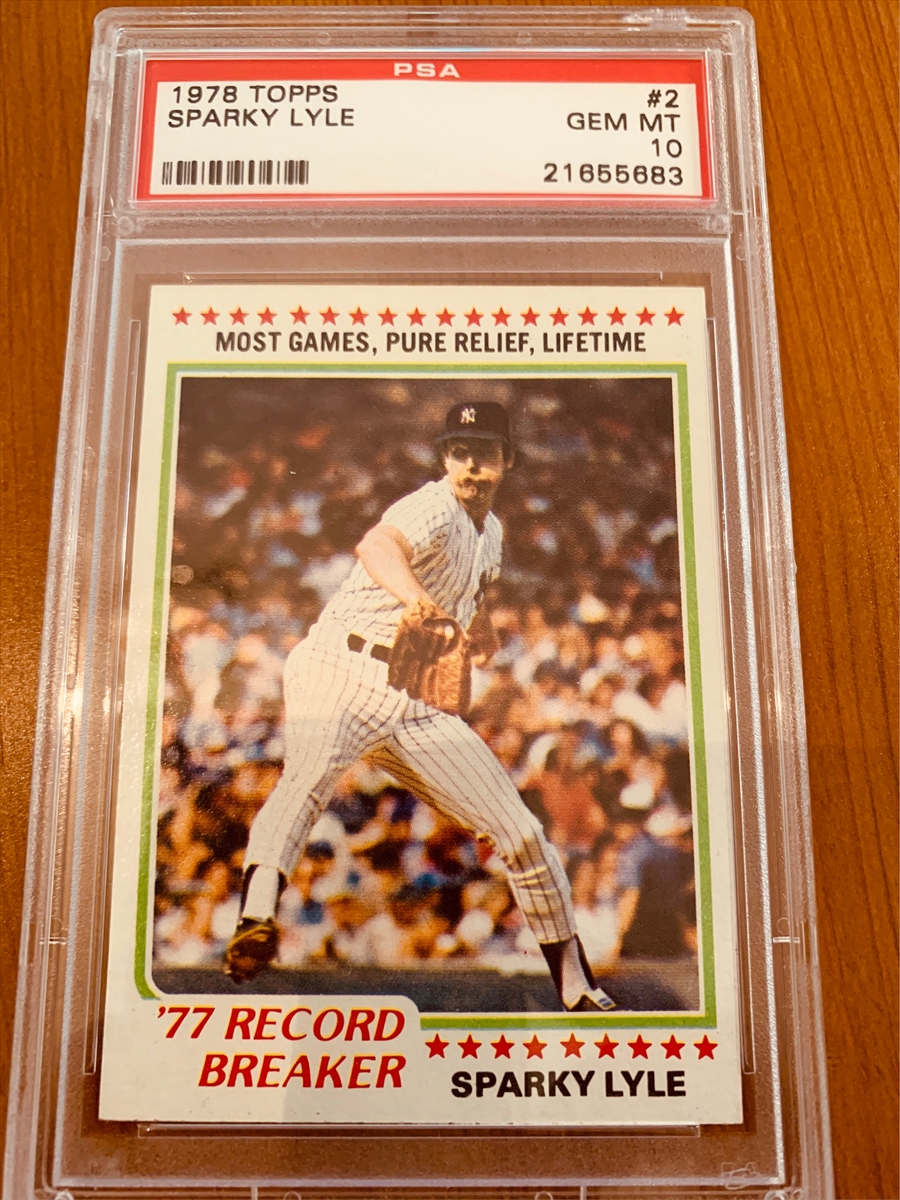 PSA
1978 TOPPS #2
SPARKY LYLE GEM MT
10
21655683
MOST GAMES, PURE RELIEF, LIFETIME
NY
'77 RECORD
BREAKER
SPARKY LYLE